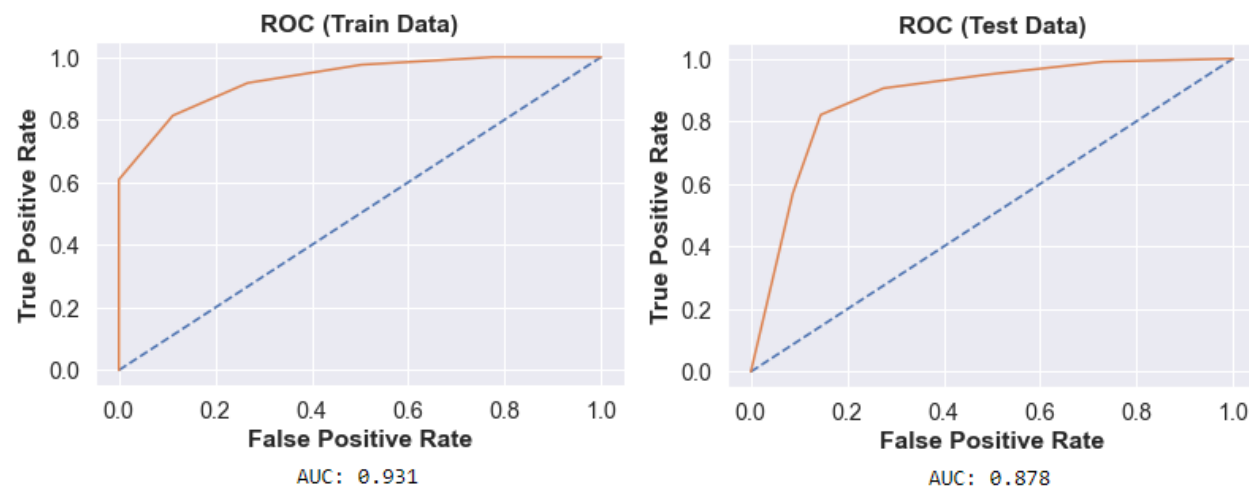 ROC (Train Data)
1.0
0.8
0.6
0.4
0.2
0.0
True Positive Rate
0.0 0.2 0.4 0.6 0.8 1.0
False Positive Rate
AUC: 0.931
ROC (Test Data)
1.0
0.8
0.6
0.4
0.2
0.0
True Positive Rate
0.0 0.2 0.4 0.6 0.8 1.0
False Positive Rate
AUC: 0.878